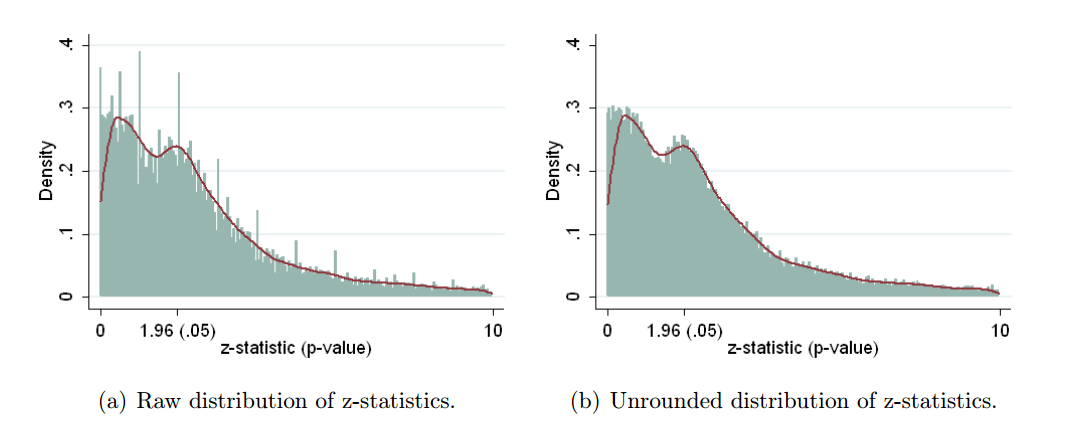 .4
.3
.2
.1
0
Density
0
1.96 (.05)
10
z-statistic (p-value)
(a) Raw distribution of z-statistics.
.4
.3
.2
.1
0
Density
0
1.96 (.05)
10
z-statistic (p-value)
(b) Unrounded distribution of z-statistics.